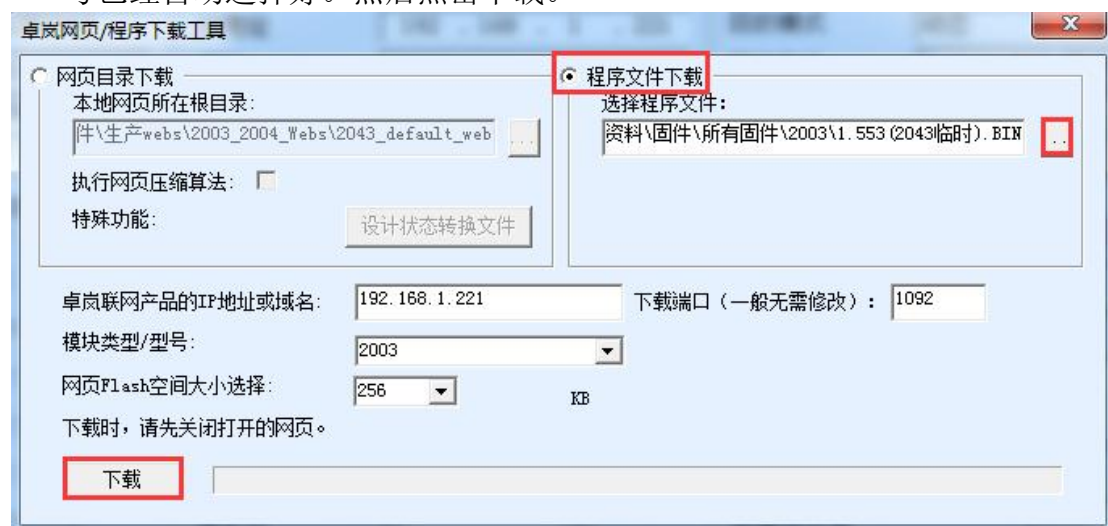 卓岚网页/程序下载工具
网页目录下载
本地网页所在根目录:
件\生产webs\2003_2004_Webs\2043_default_web
...
执行网页压缩算法:
特殊功能:
设计状态转换文件
程序文件下载
选择程序文件:
资料\固件\所有固件\2003\1.553(2043临时).BIN
..
卓岚联网产品的IP地址或域名:
192.168.1.221
下载端口（一般无需修改）:
1092
模块类型/型号:
2003
网页Flash空间大小选择:
256
KB
下载时，请先关闭打开的网页。
下载